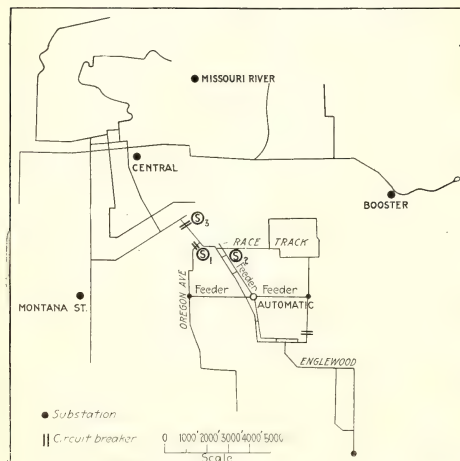 MISSOURI RIVER
CENTRAL
BOOSTER
S3
RACE TRACK
S1
S2
Feeder
Feeder
Feeder
AUTOMATIC
MONTANA ST.
OREGON AVE
ENGLEWOOD
Substation
Circuit breaker
0 1000' 2000' 3000' 4000' 5000'
Scale